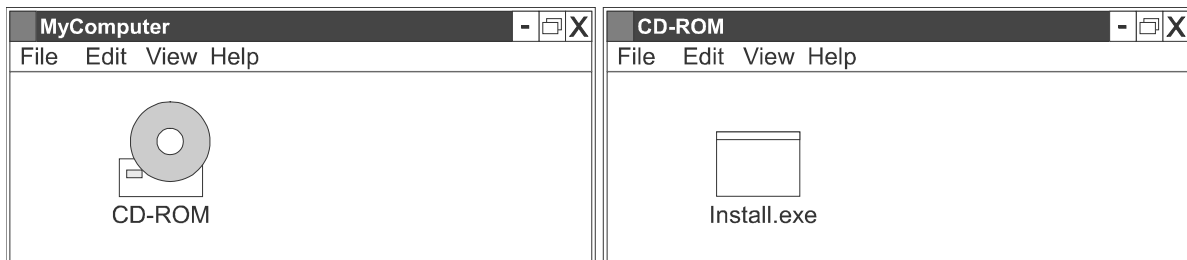 MyComputer - X
File Edit View Help
CD-ROM
CD-ROM - X
File Edit View Help
Install.exe